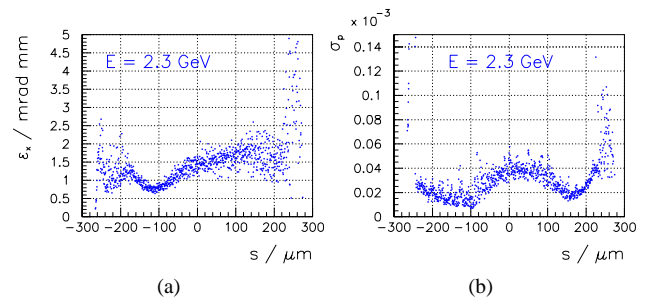 ε_x / mrad mm
5
4.5
4
3.5
3
2.5
2
1.5
1
0.5
0
E = 2.3 GeV
−300 −200 −100 0 100 200 300
s / μm
(a)
σ_p × 10^{-3}
0.14
0.12
0.1
0.08
0.06
0.04
0.02
0
E = 2.3 GeV
−300 −200 −100 0 100 200 300
s / μm
(b)